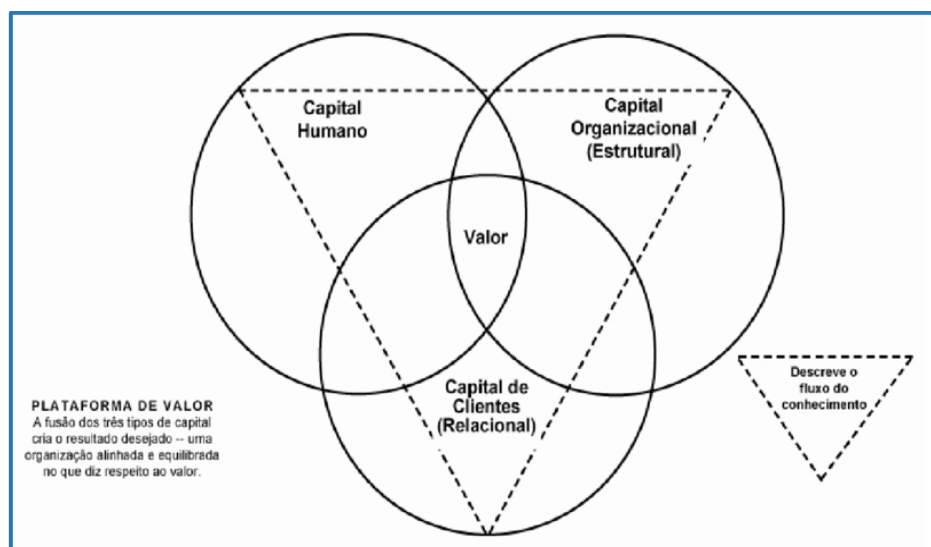 Capital
Humano
Capital
Organizacional
(Estrutural)
Valor
Capital de
Clientes
(Relacional)
Descreve o
fluxo do
conhecimento
PLATAFORMA DE VALOR
A fusão dos três tipos de capital
cria o resultado desejado -- uma
organização alinhada e equilibrada
no que diz respeito ao valor.